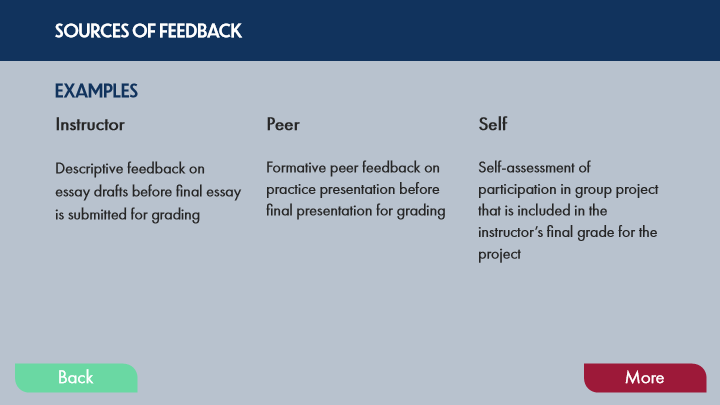 SOURCES OF FEEDBACK
EXAMPLES
Instructor
Descriptive feedback on
essay drafts before final essay
is submitted for grading
Peer
Formative peer feedback on
practice presentation before
final presentation for grading
Self
Self-assessment of
participation in group project
that is included in the
instructor's final grade for the
project
Back
More